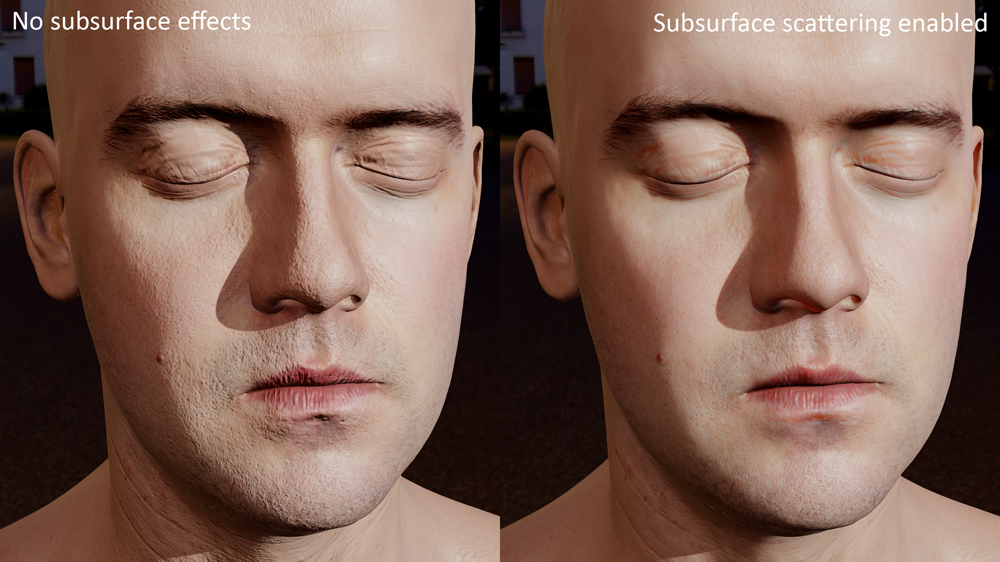 No subsurface effects
Subsurface scattering enabled